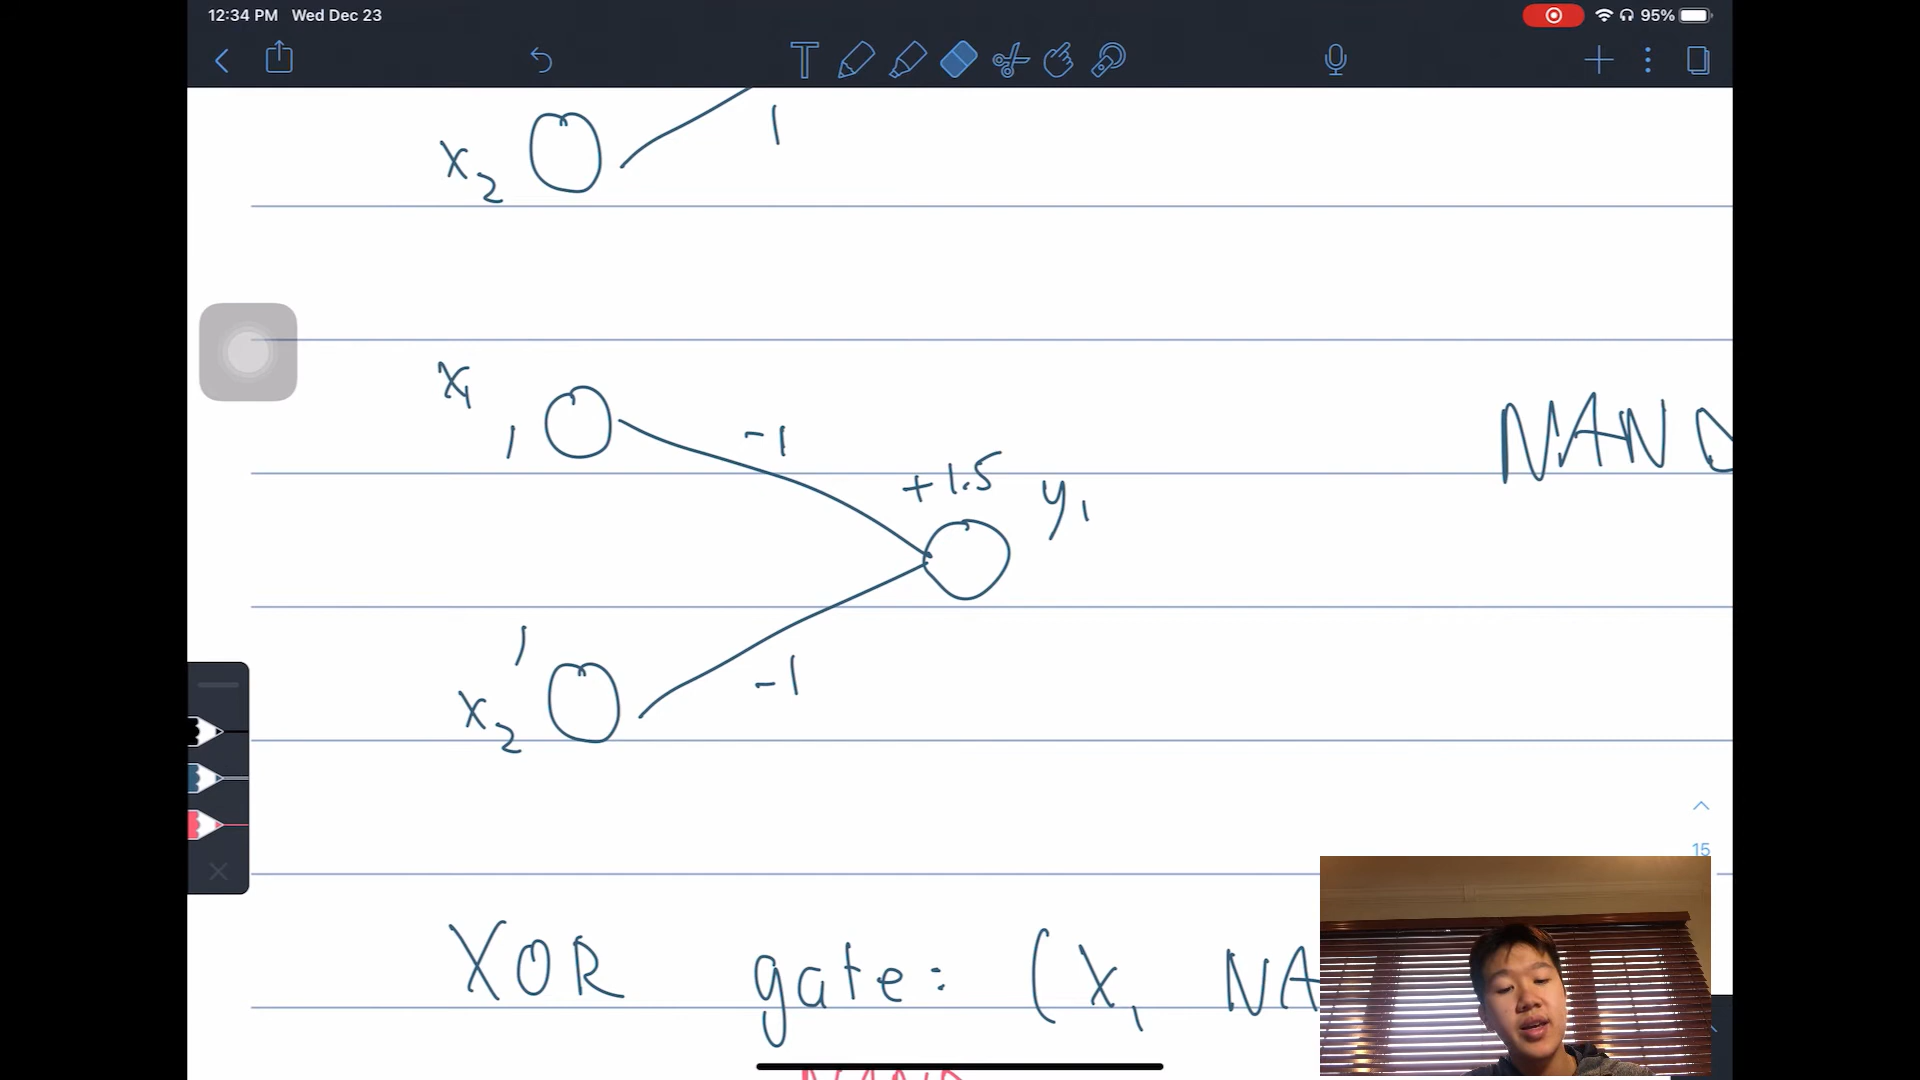 12:34 PM Wed Dec 23
95%
T
1
x2
x1
1
-1
NAND
+1.5
y1
1
-1
x2
15
XOR gate: (x1 NA
NAND